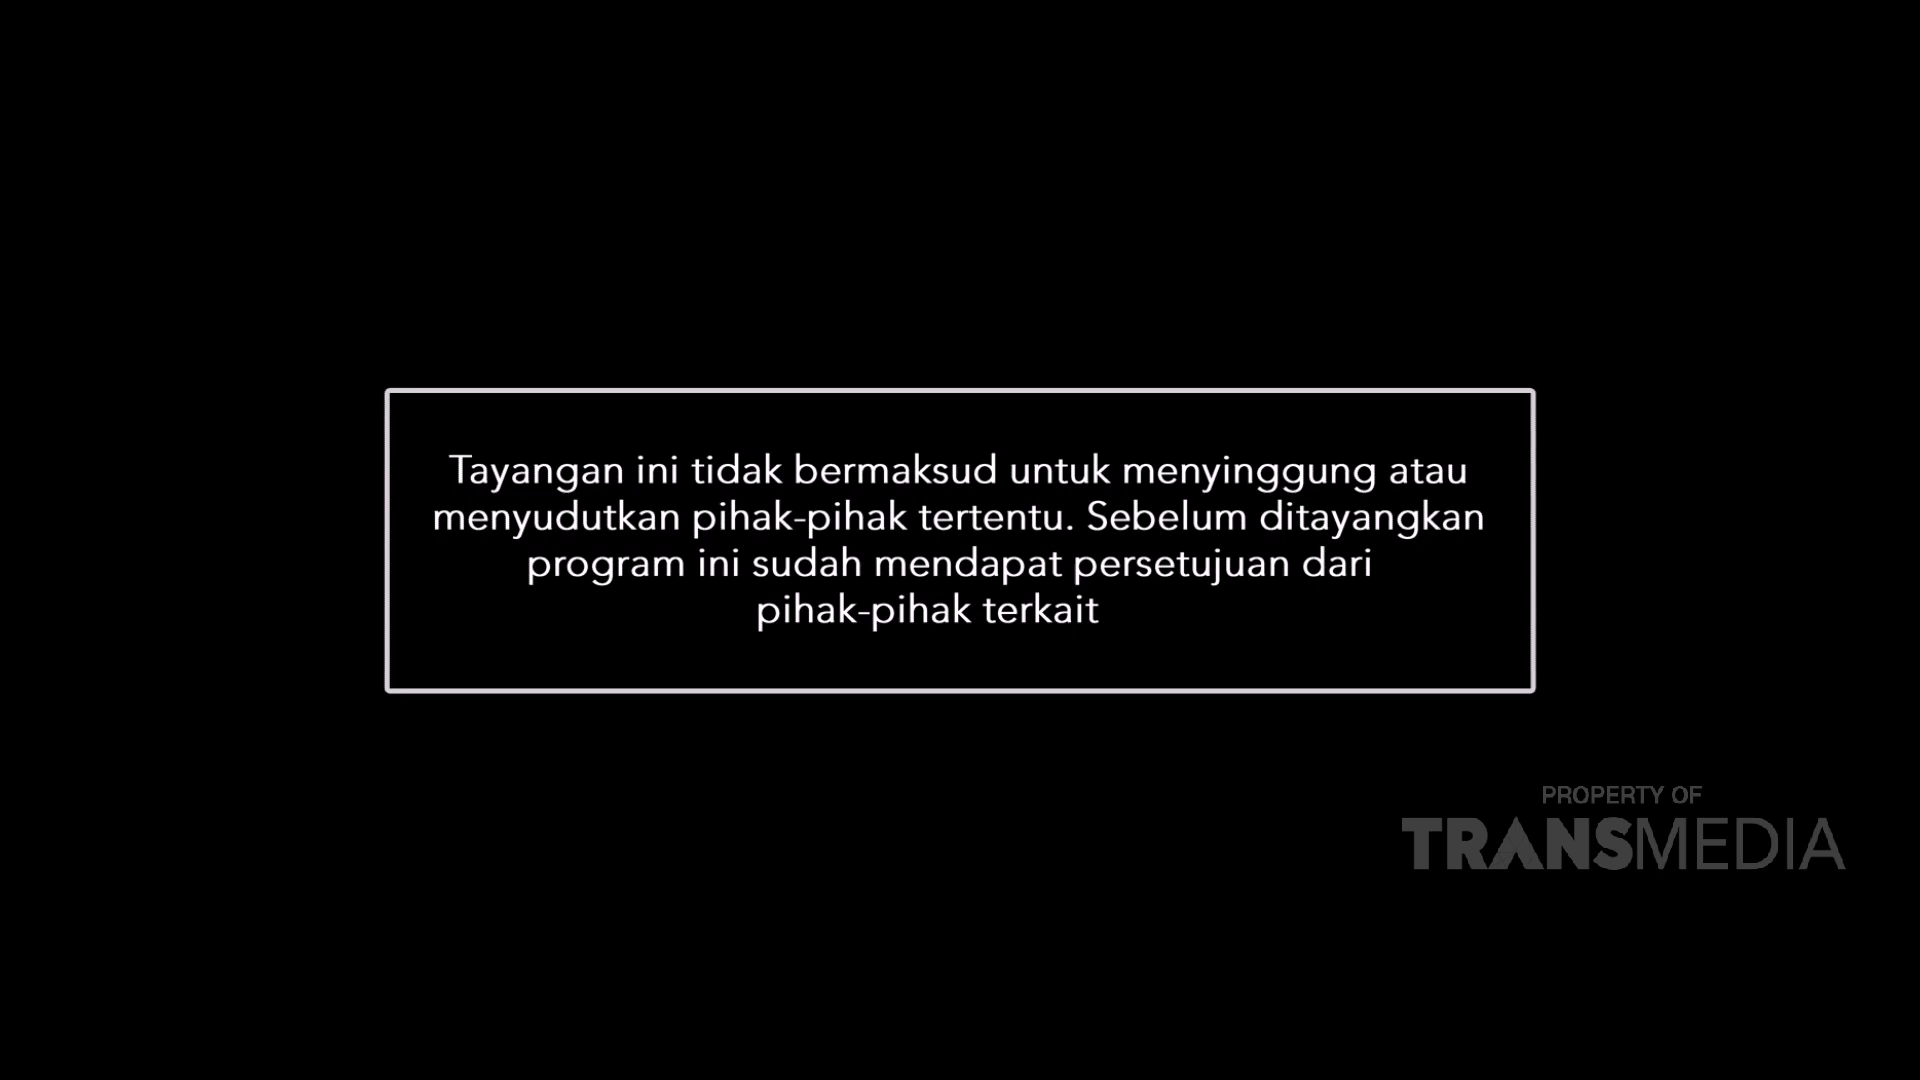 Tayangan ini tidak bermaksud untuk menyinggung atau
menyudutkan pihak-pihak tertentu. Sebelum ditayangkan
program ini sudah mendapat persetujuan dari
pihak-pihak terkait
PROPERTY OF
TRANSMEDIA